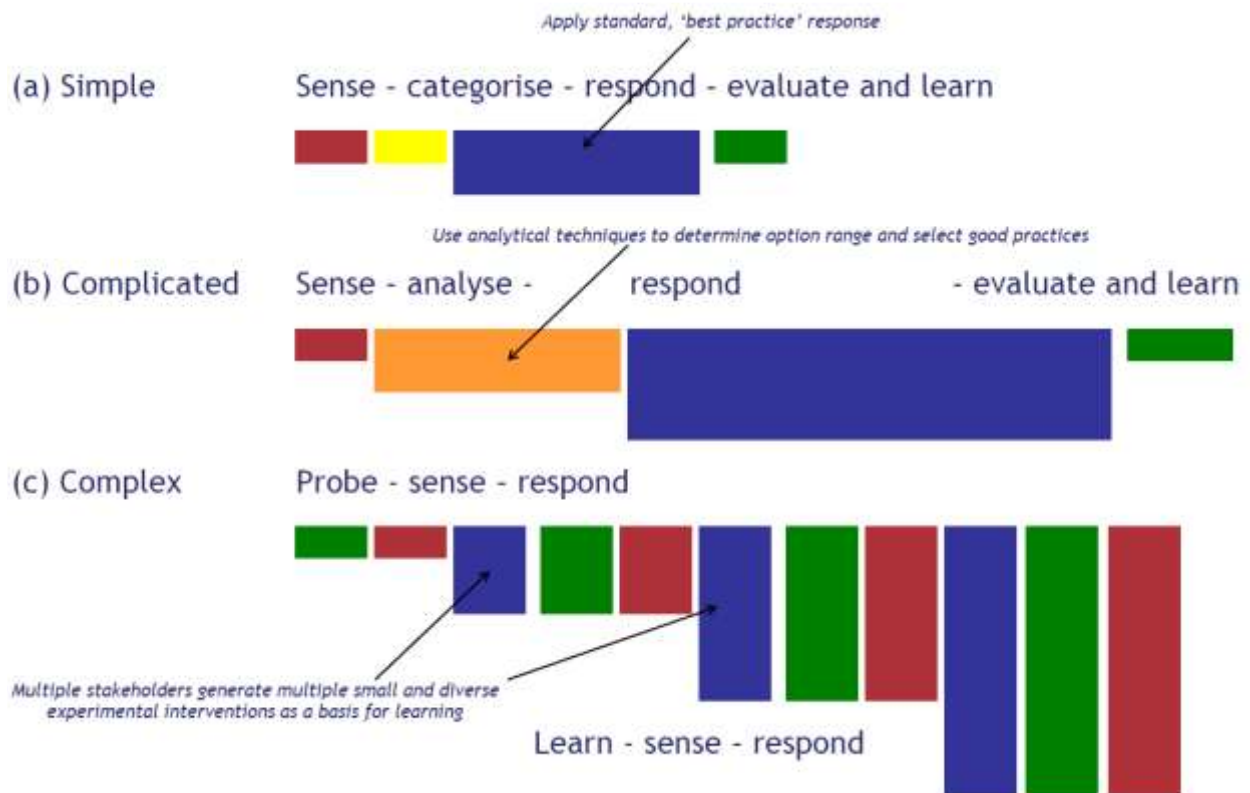 Apply standard, ‘best practice’ response
(a) Simple
Sense - categorise - respond - evaluate and learn
Use analytical techniques to determine option range and select good practices
(b) Complicated
Sense - analyse - respond - evaluate and learn
(c) Complex
Probe - sense - respond
Multiple stakeholders generate multiple small and diverse
experimental interventions as a basis for learning
Learn - sense - respond